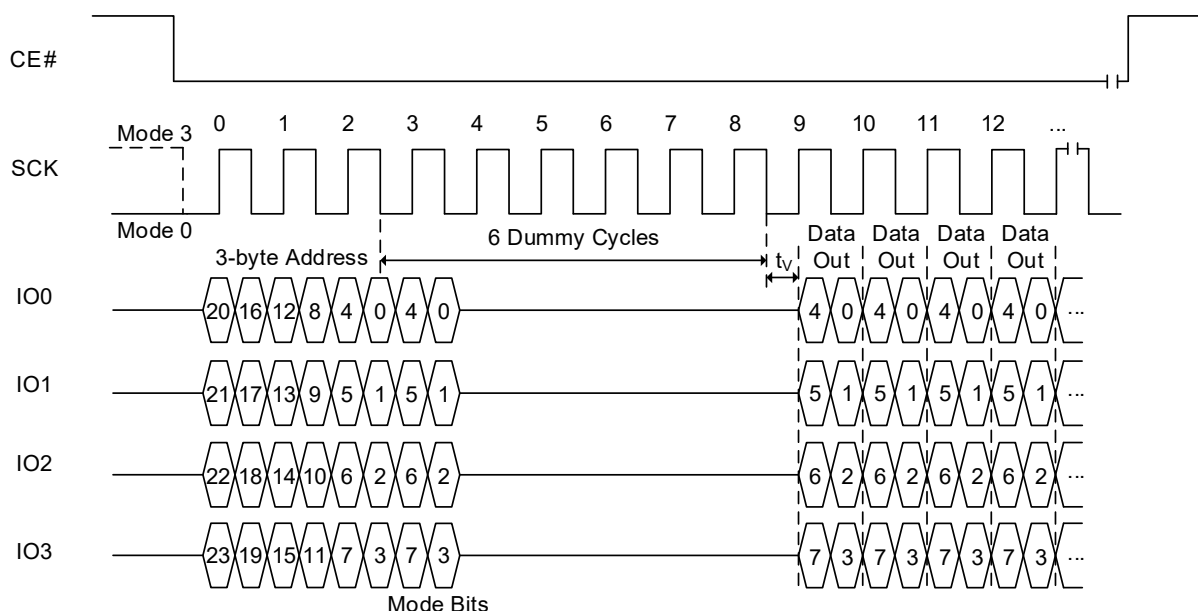 CE#
0 1 2 3 4 5 6 7 8 9 10 11 12 ...
Mode 3
SCK
Mode 0
6 Dummy Cycles
3-byte Address
tV
Data Out Data Out Data Out Data Out
IO0 20 16 12 8 4 0 4 0 4 0 4 0 4 0 4 0 ...
IO1 21 17 13 9 5 1 5 1 5 1 5 1 5 1 5 1 ...
IO2 22 18 14 10 6 2 6 2 6 2 6 2 6 2 6 2 ...
IO3 23 19 15 11 7 3 7 3 7 3 7 3 7 3 7 3 ...
Mode Bits